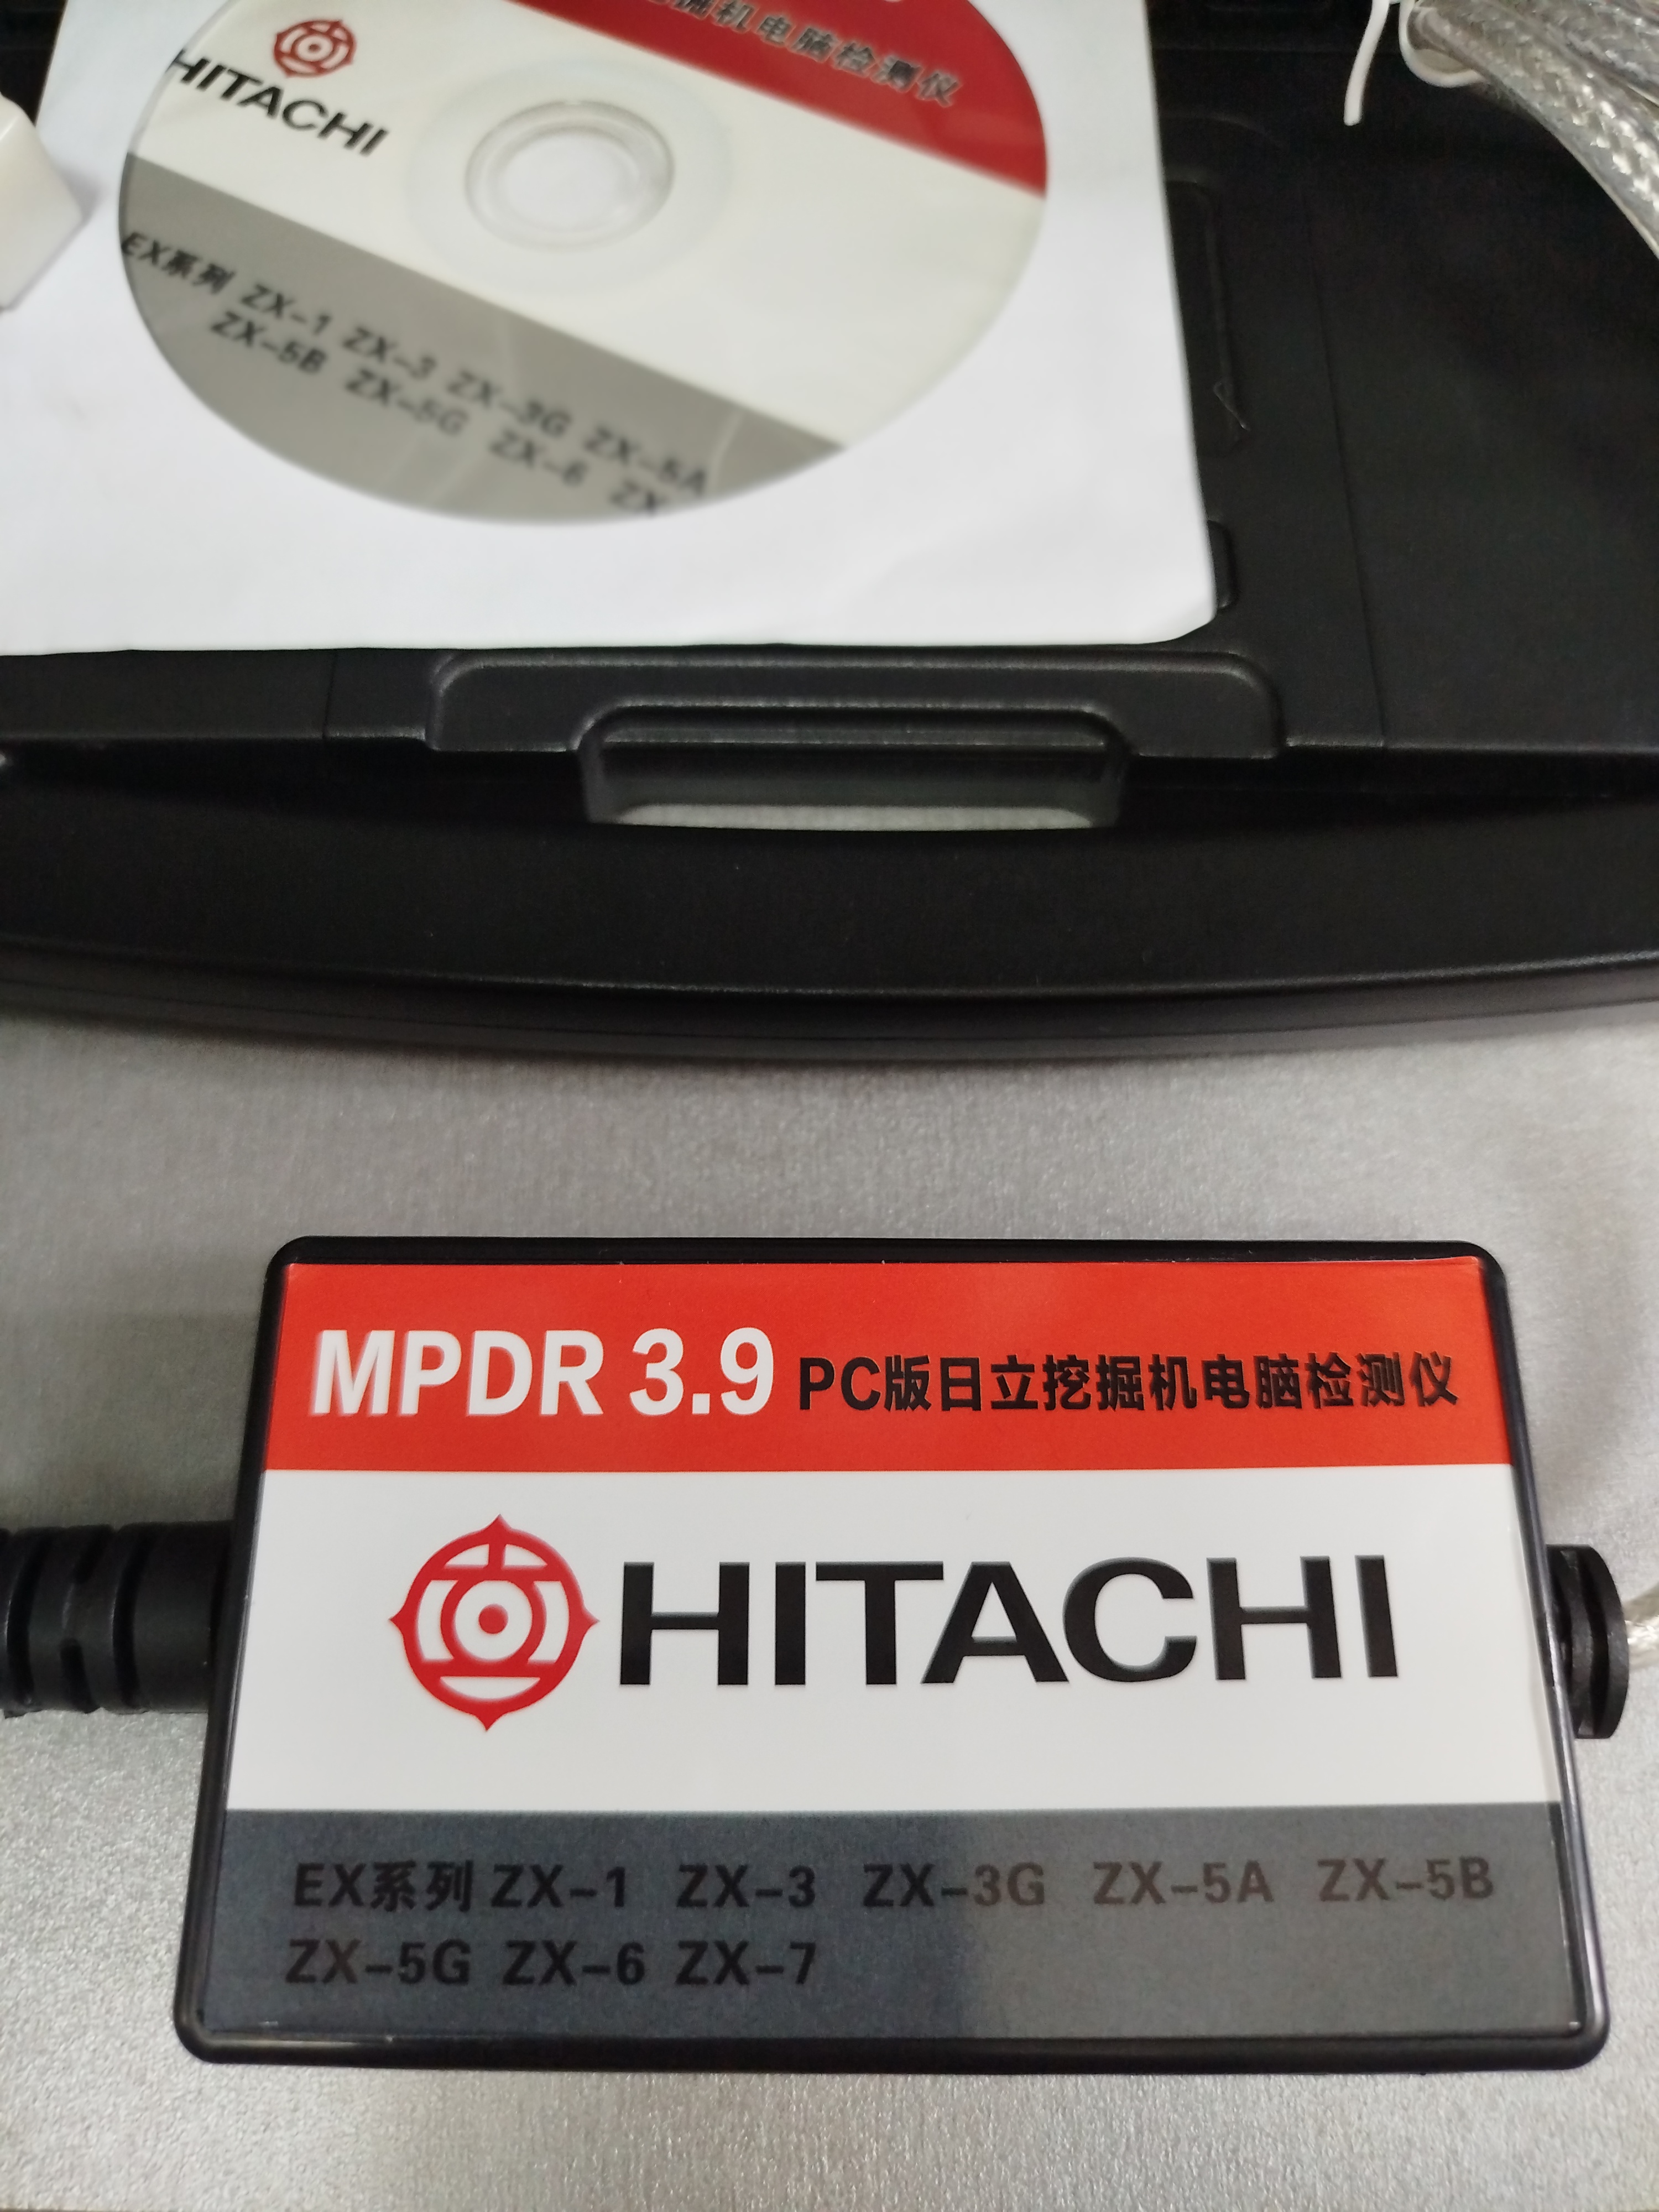 掘机电脑检测仪
HITACHI
EX系列 ZX-1 ZX-3 ZX-3G ZX-5A
ZX-5B ZX-5G ZX-6 ZX
MPDR 3.9 PC版日立挖掘机电脑检测仪
HITACHI
EX系列 ZX-1 ZX-3 ZX-3G ZX-5A ZX-5B
ZX-5G ZX-6 ZX-7